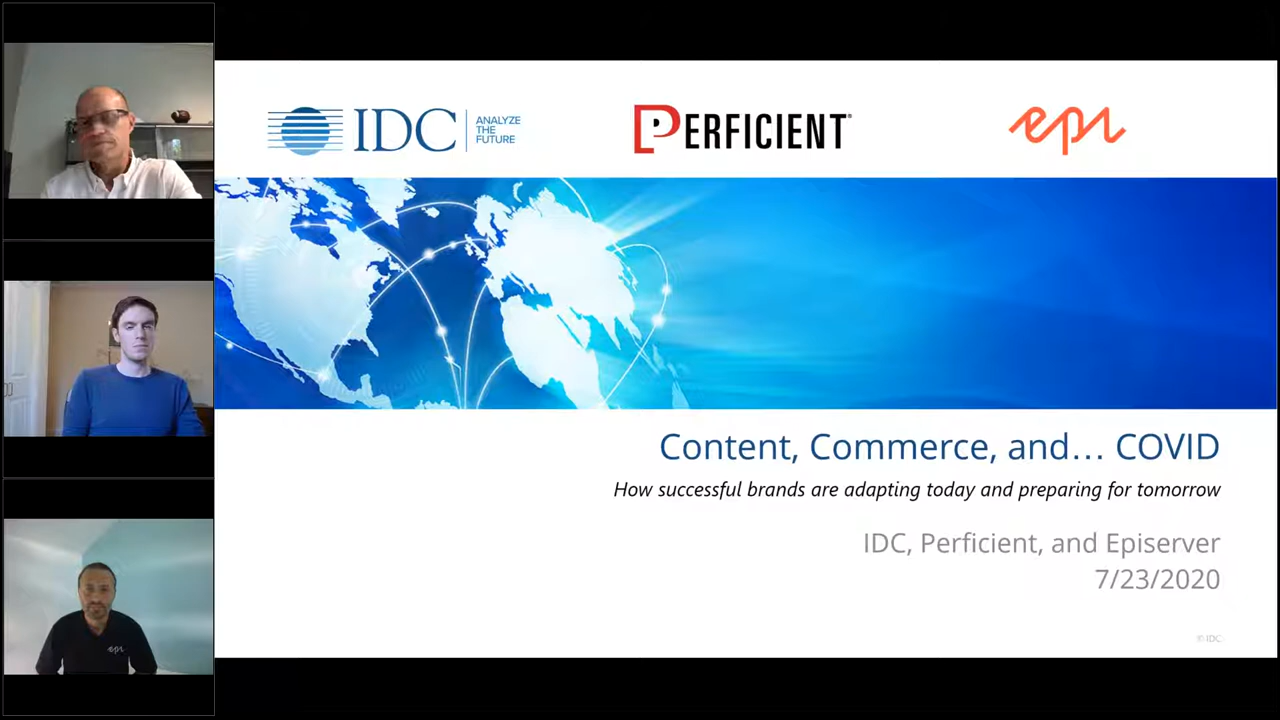 IDC
ANALYZE
THE
FUTURE
PERFICIENT®
epi
Content, Commerce, and... COVID
How successful brands are adapting today and preparing for tomorrow
IDC, Perficient, and Episerver
7/23/2020
© IDC
epi